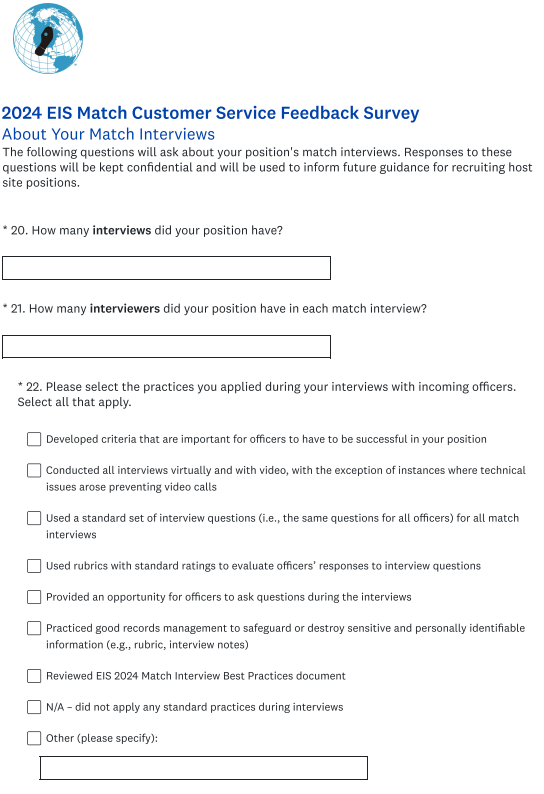 2024 EIS Match Customer Service Feedback Survey
About Your Match Interviews
The following questions will ask about your position's match interviews. Responses to these
questions will be kept confidential and will be used to inform future guidance for recruiting host
site positions.
* 20. How many interviews did your position have?
* 21. How many interviewers did your position have in each match interview?
* 22. Please select the practices you applied during your interviews with incoming officers.
Select all that apply.
Developed criteria that are important for officers to have to be successful in your position
Conducted all interviews virtually and with video, with the exception of instances where technical
issues arose preventing video calls
Used a standard set of interview questions (i.e., the same questions for all officers) for all match
interviews
Used rubrics with standard ratings to evaluate officers’ responses to interview questions
Provided an opportunity for officers to ask questions during the interviews
Practiced good records management to safeguard or destroy sensitive and personally identifiable
information (e.g., rubric, interview notes)
Reviewed EIS 2024 Match Interview Best Practices document
N/A – did not apply any standard practices during interviews
Other (please specify):